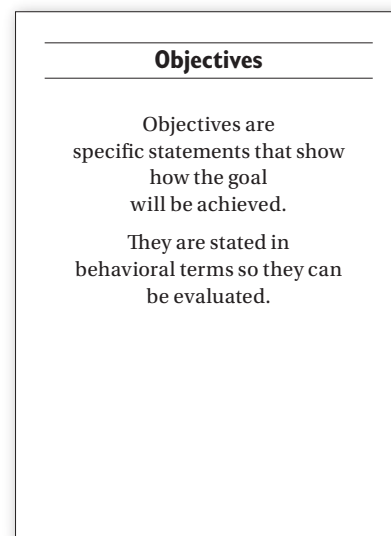 Objectives
Objectives are
specific statements that show
how the goal
will be achieved.
They are stated in
behavioral terms so they can
be evaluated.